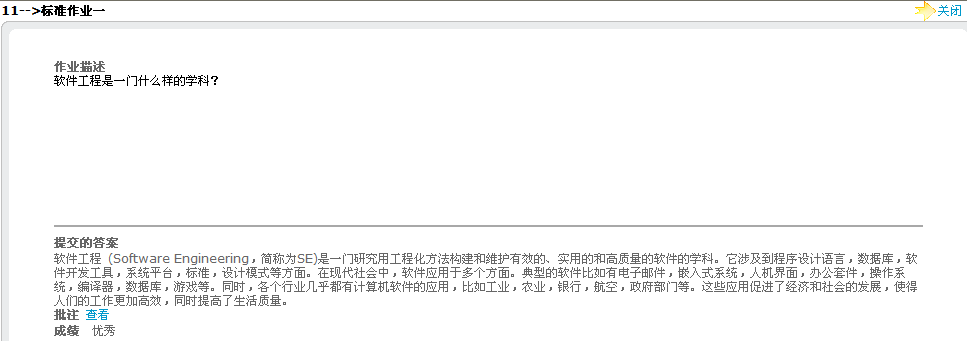 11-->标准作业一
关闭
作业描述
软件工程是一门什么样的学科？
提交的答案
软件工程 (Software Engineering，简称为SE)是一门研究用工程化方法构建和维护有效的、实用的和高质量的软件的学科。它涉及到程序设计语言，数据库，软
件开发工具，系统平台，标准，设计模式等方面。在现代社会中，软件应用于多个方面。典型的软件比如有电子邮件，嵌入式系统，人机界面，办公套件，操作系
统，编译器，数据库，游戏等。同时，各个行业几乎都有计算机软件的应用，比如工业，农业，银行，航空，政府部门等。这些应用促进了经济和社会的发展，使得
人们的工作更加高效，同时提高了生活质量。
批注 查看
成绩 优秀